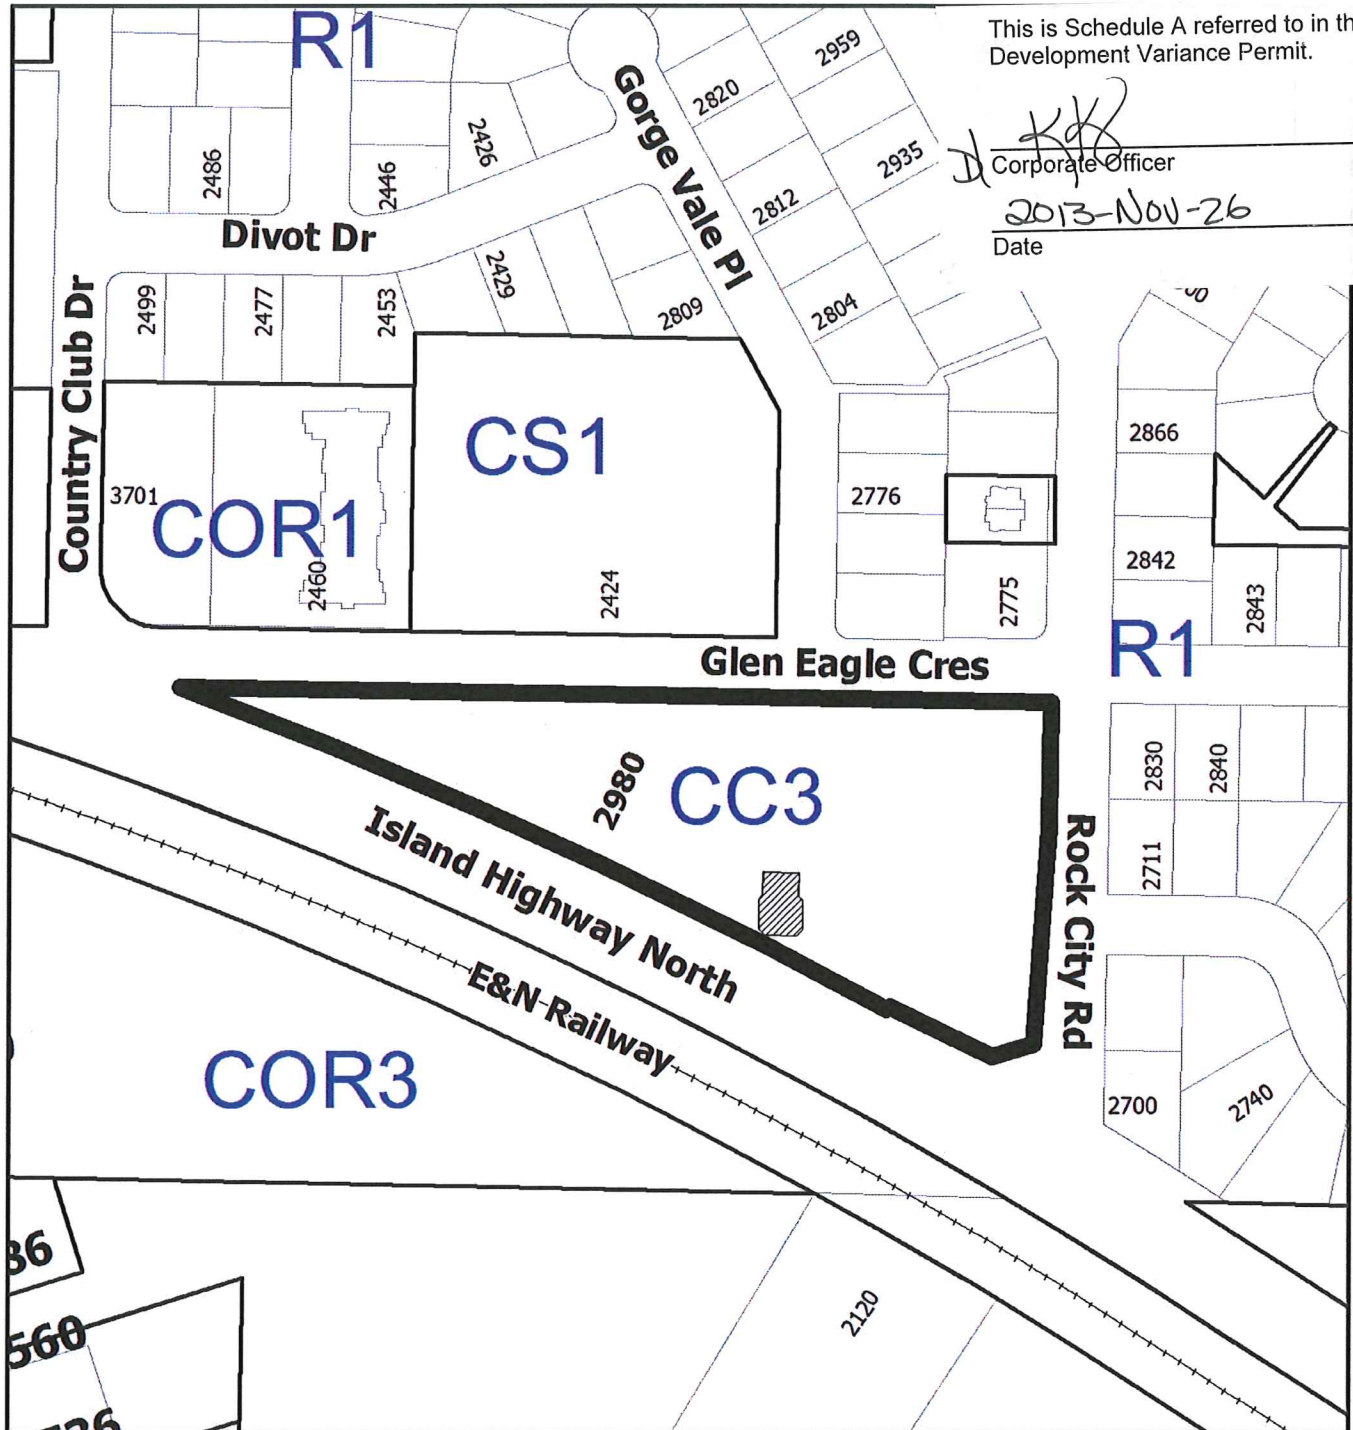 This is Schedule A referred to in th
Development Variance Permit.
Corporate Officer
2013-NOV-26
Date
R1
2486
2446
2426
Gorge Vale Pl
2820
2959
2812
2935
2804
Divot Dr
Country Club Dr
2499
2477
2453
2429
2809
CS1
2424
3701
COR1
2460
2776
2775
2866
2842
2843
R1
Glen Eagle Cres
2980
CC3
2830
2840
2711
Rock City Rd
Island Highway North
E&N Railway
COR3
2700
2740
2120
36
560